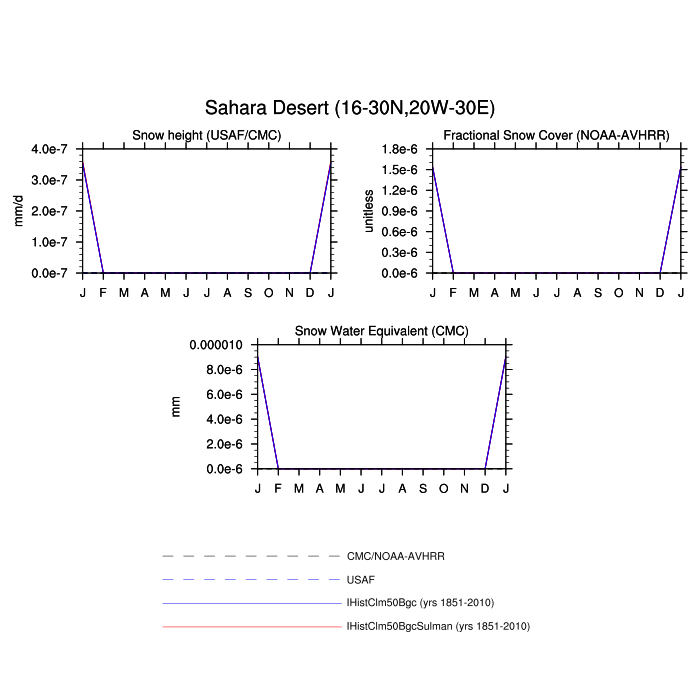 Sahara Desert (16-30N,20W-30E)
Snow height (USAF/CMC)
4.0e-7
3.0e-7
2.0e-7
1.0e-7
0.0e-7
mm/d
J F M A M J J A S O N D J
Fractional Snow Cover (NOAA-AVHRR)
1.8e-6
1.5e-6
1.2e-6
0.9e-6
0.6e-6
0.3e-6
0.0e-6
unitless
J F M A M J J A S O N D J
Snow Water Equivalent (CMC)
0.000010
8.0e-6
6.0e-6
4.0e-6
2.0e-6
0.0e-6
mm
J F M A M J J A S O N D J
CMC/NOAA-AVHRR
USAF
IHistClm50Bgc (yrs 1851-2010)
IHistClm50BgcSulman (yrs 1851-2010)